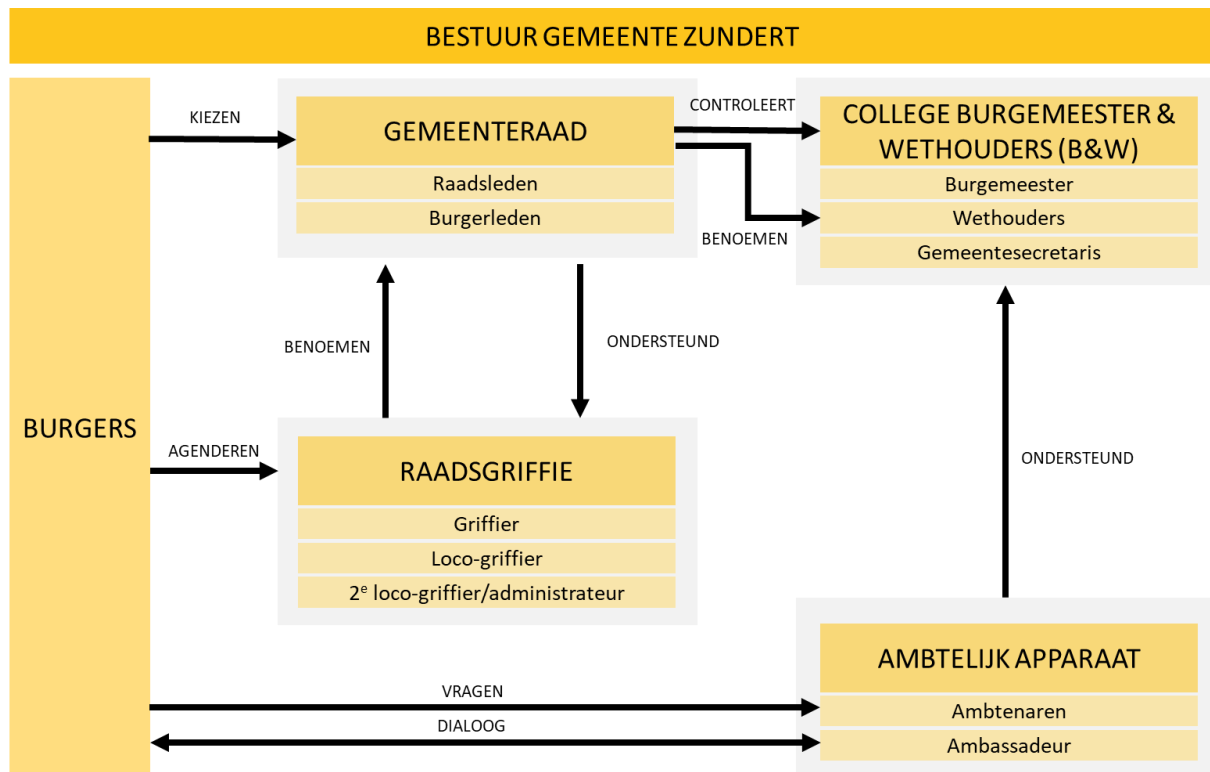 BESTUUR GEMEENTE ZUNDERT
BURGERS
KIEZEN
GEMEENTERAAD
Raadsleden
Burgerleden
CONTROLEERT
BENOEMEN
COLLEGE BURGEMEESTER &
WETHOUDERS (B&W)
Burgemeester
Wethouders
Gemeentesecretaris
BENOEMEN
ONDERSTEUND
AGENDEREN
RAADSGRIFFIE
Griffier
Loco-griffier
2e loco-griffier/administrateur
ONDERSTEUND
VRAGEN
DIALOOG
AMBTELIJK APPARAAT
Ambtenaren
Ambassadeur